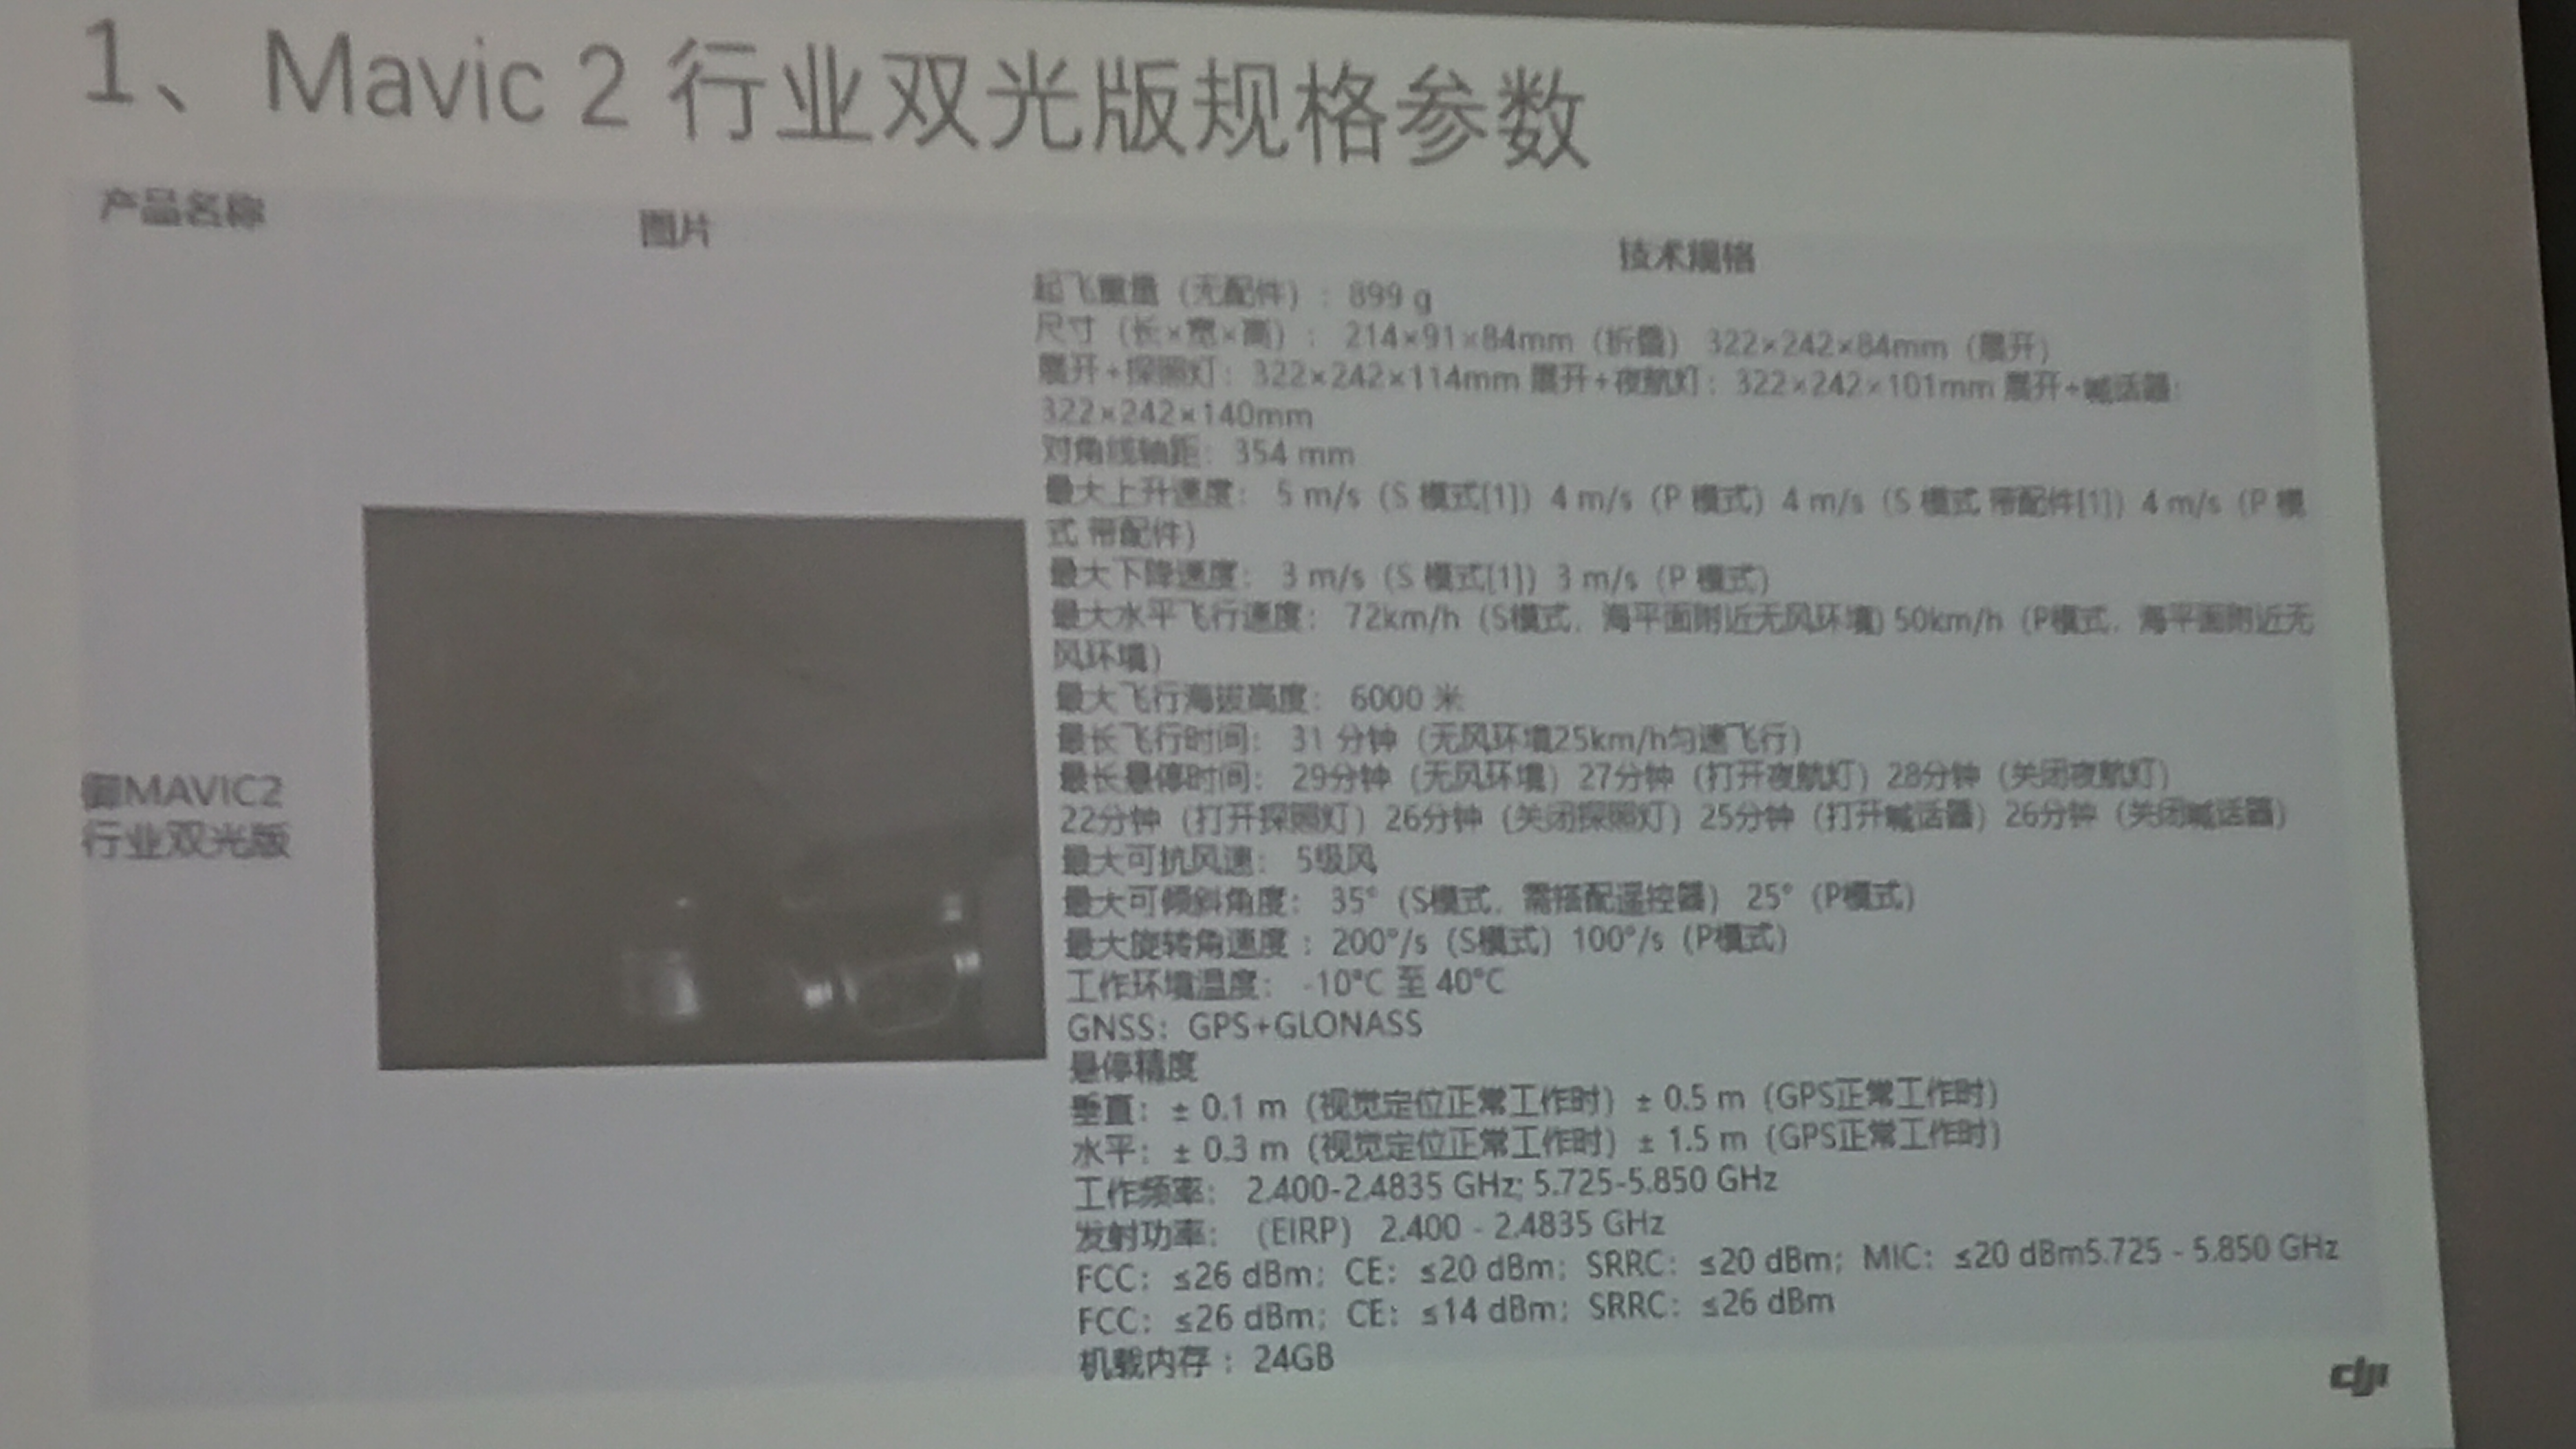 1、Mavic 2 行业双光版规格参数
产品名称
图片
技术规格
起飞重量（无配件）：899 g
尺寸（长×宽×高）： 214×91×84mm（折叠） 322×242×84mm（展开）
展开+探照灯：322×242×114mm 展开+夜航灯：322×242×101mm 展开+喊话器:
322×242×140mm
对角线轴距：354 mm
最大上升速度： 5 m/s（S 模式[1]）4 m/s（P 模式）4 m/s（S 模式 带配件[1]）4 m/s（P 模
式 带配件）
最大下降速度： 3 m/s（S 模式[1]）3 m/s（P 模式）
最大水平飞行速度： 72km/h（S模式，海平面附近无风环境) 50km/h（P模式，海平面附近无
风环境）
最大飞行海拔高度： 6000 米
最长飞行时间： 31 分钟（无风环境25km/h匀速飞行）
最长悬停时间： 29分钟（无风环境）27分钟（打开夜航灯）28分钟（关闭夜航灯）
22分钟（打开探照灯）26分钟（关闭探照灯）25分钟（打开喊话器）26分钟（关闭喊话器）
最大可抗风速： 5级风
最大可倾斜角度： 35°（S模式，需搭配遥控器） 25°（P模式）
最大旋转角速度 ：200°/s（S模式）100°/s（P模式）
工作环境温度： -10°C 至 40°C
GNSS：GPS+GLONASS
悬停精度
垂直：± 0.1 m（视觉定位正常工作时）± 0.5 m（GPS正常工作时）
水平：± 0.3 m（视觉定位正常工作时）± 1.5 m（GPS正常工作时）
工作频率： 2.400-2.4835 GHz; 5.725-5.850 GHz
发射功率：（EIRP） 2.400 - 2.4835 GHz
FCC：≤26 dBm；CE：≤20 dBm；SRRC：≤20 dBm；MIC：≤20 dBm5.725 - 5.850 GHz
FCC：≤26 dBm；CE：≤14 dBm；SRRC：≤26 dBm
机载内存 ：24GB
御MAVIC2
行业双光版
dji